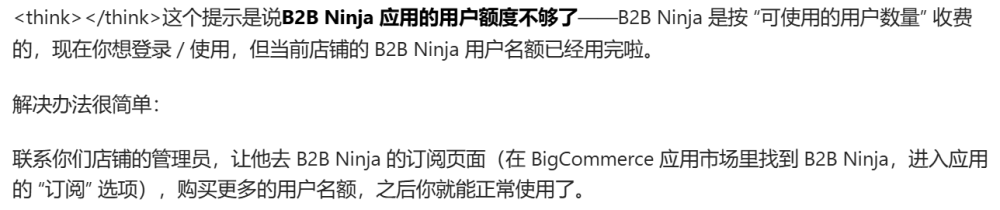 <think></think>这个提示是说B2B Ninja 应用的用户额度不够了——B2B Ninja 是按 “可使用的用户数量” 收费
的，现在你想登录 / 使用，但当前店铺的 B2B Ninja 用户名额已经用完啦。
解决办法很简单：
联系你们店铺的管理员，让他去 B2B Ninja 的订阅页面（在 BigCommerce 应用市场里找到 B2B Ninja，进入应用
的 “订阅” 选项），购买更多的用户名额，之后你就能正常使用了。